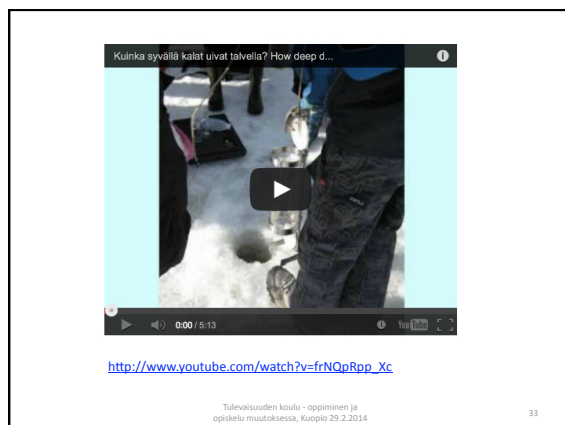 Kuinka syvällä kalat uivat talvella? How deep d...
0:00 / 5:13
YouTube
http://www.youtube.com/watch?v=frNQpRpp_Xc
Tulevaisuuden koulu - oppiminen ja
opiskelu muutoksessa, Kuopio 29.2.2014
33